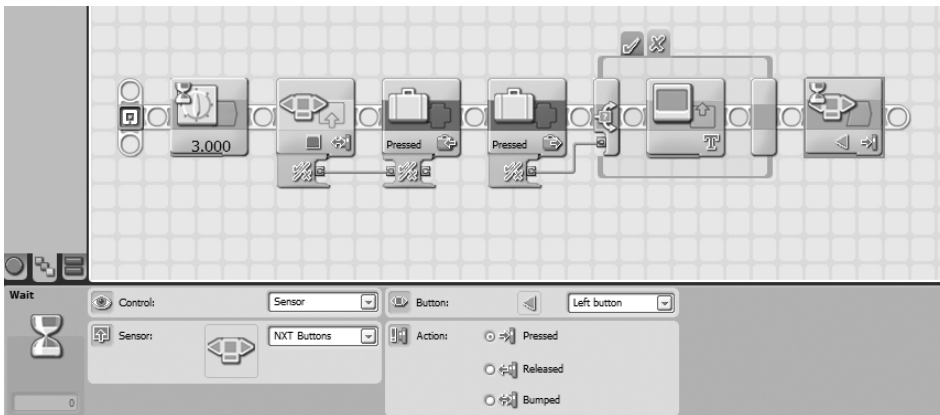 3.000
Pressed
Pressed
T
Wait
Control:
Sensor
Button:
Left button
Sensor:
NXT Buttons
Action:
Pressed
Released
Bumped
0